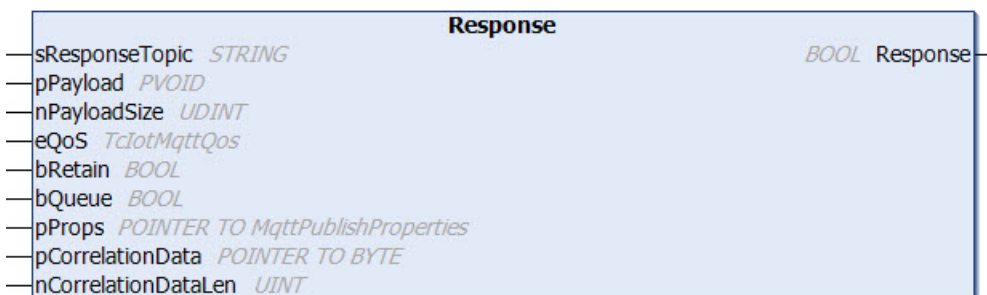 Response
sResponseTopic STRING BOOL Response
pPayload PVOID
nPayloadSize UDINT
eQoS TcIotMqttQos
bRetain BOOL
bQueue BOOL
pProps POINTER TO MqttPublishProperties
pCorrelationData POINTER TO BYTE
nCorrelationDataLen UINT